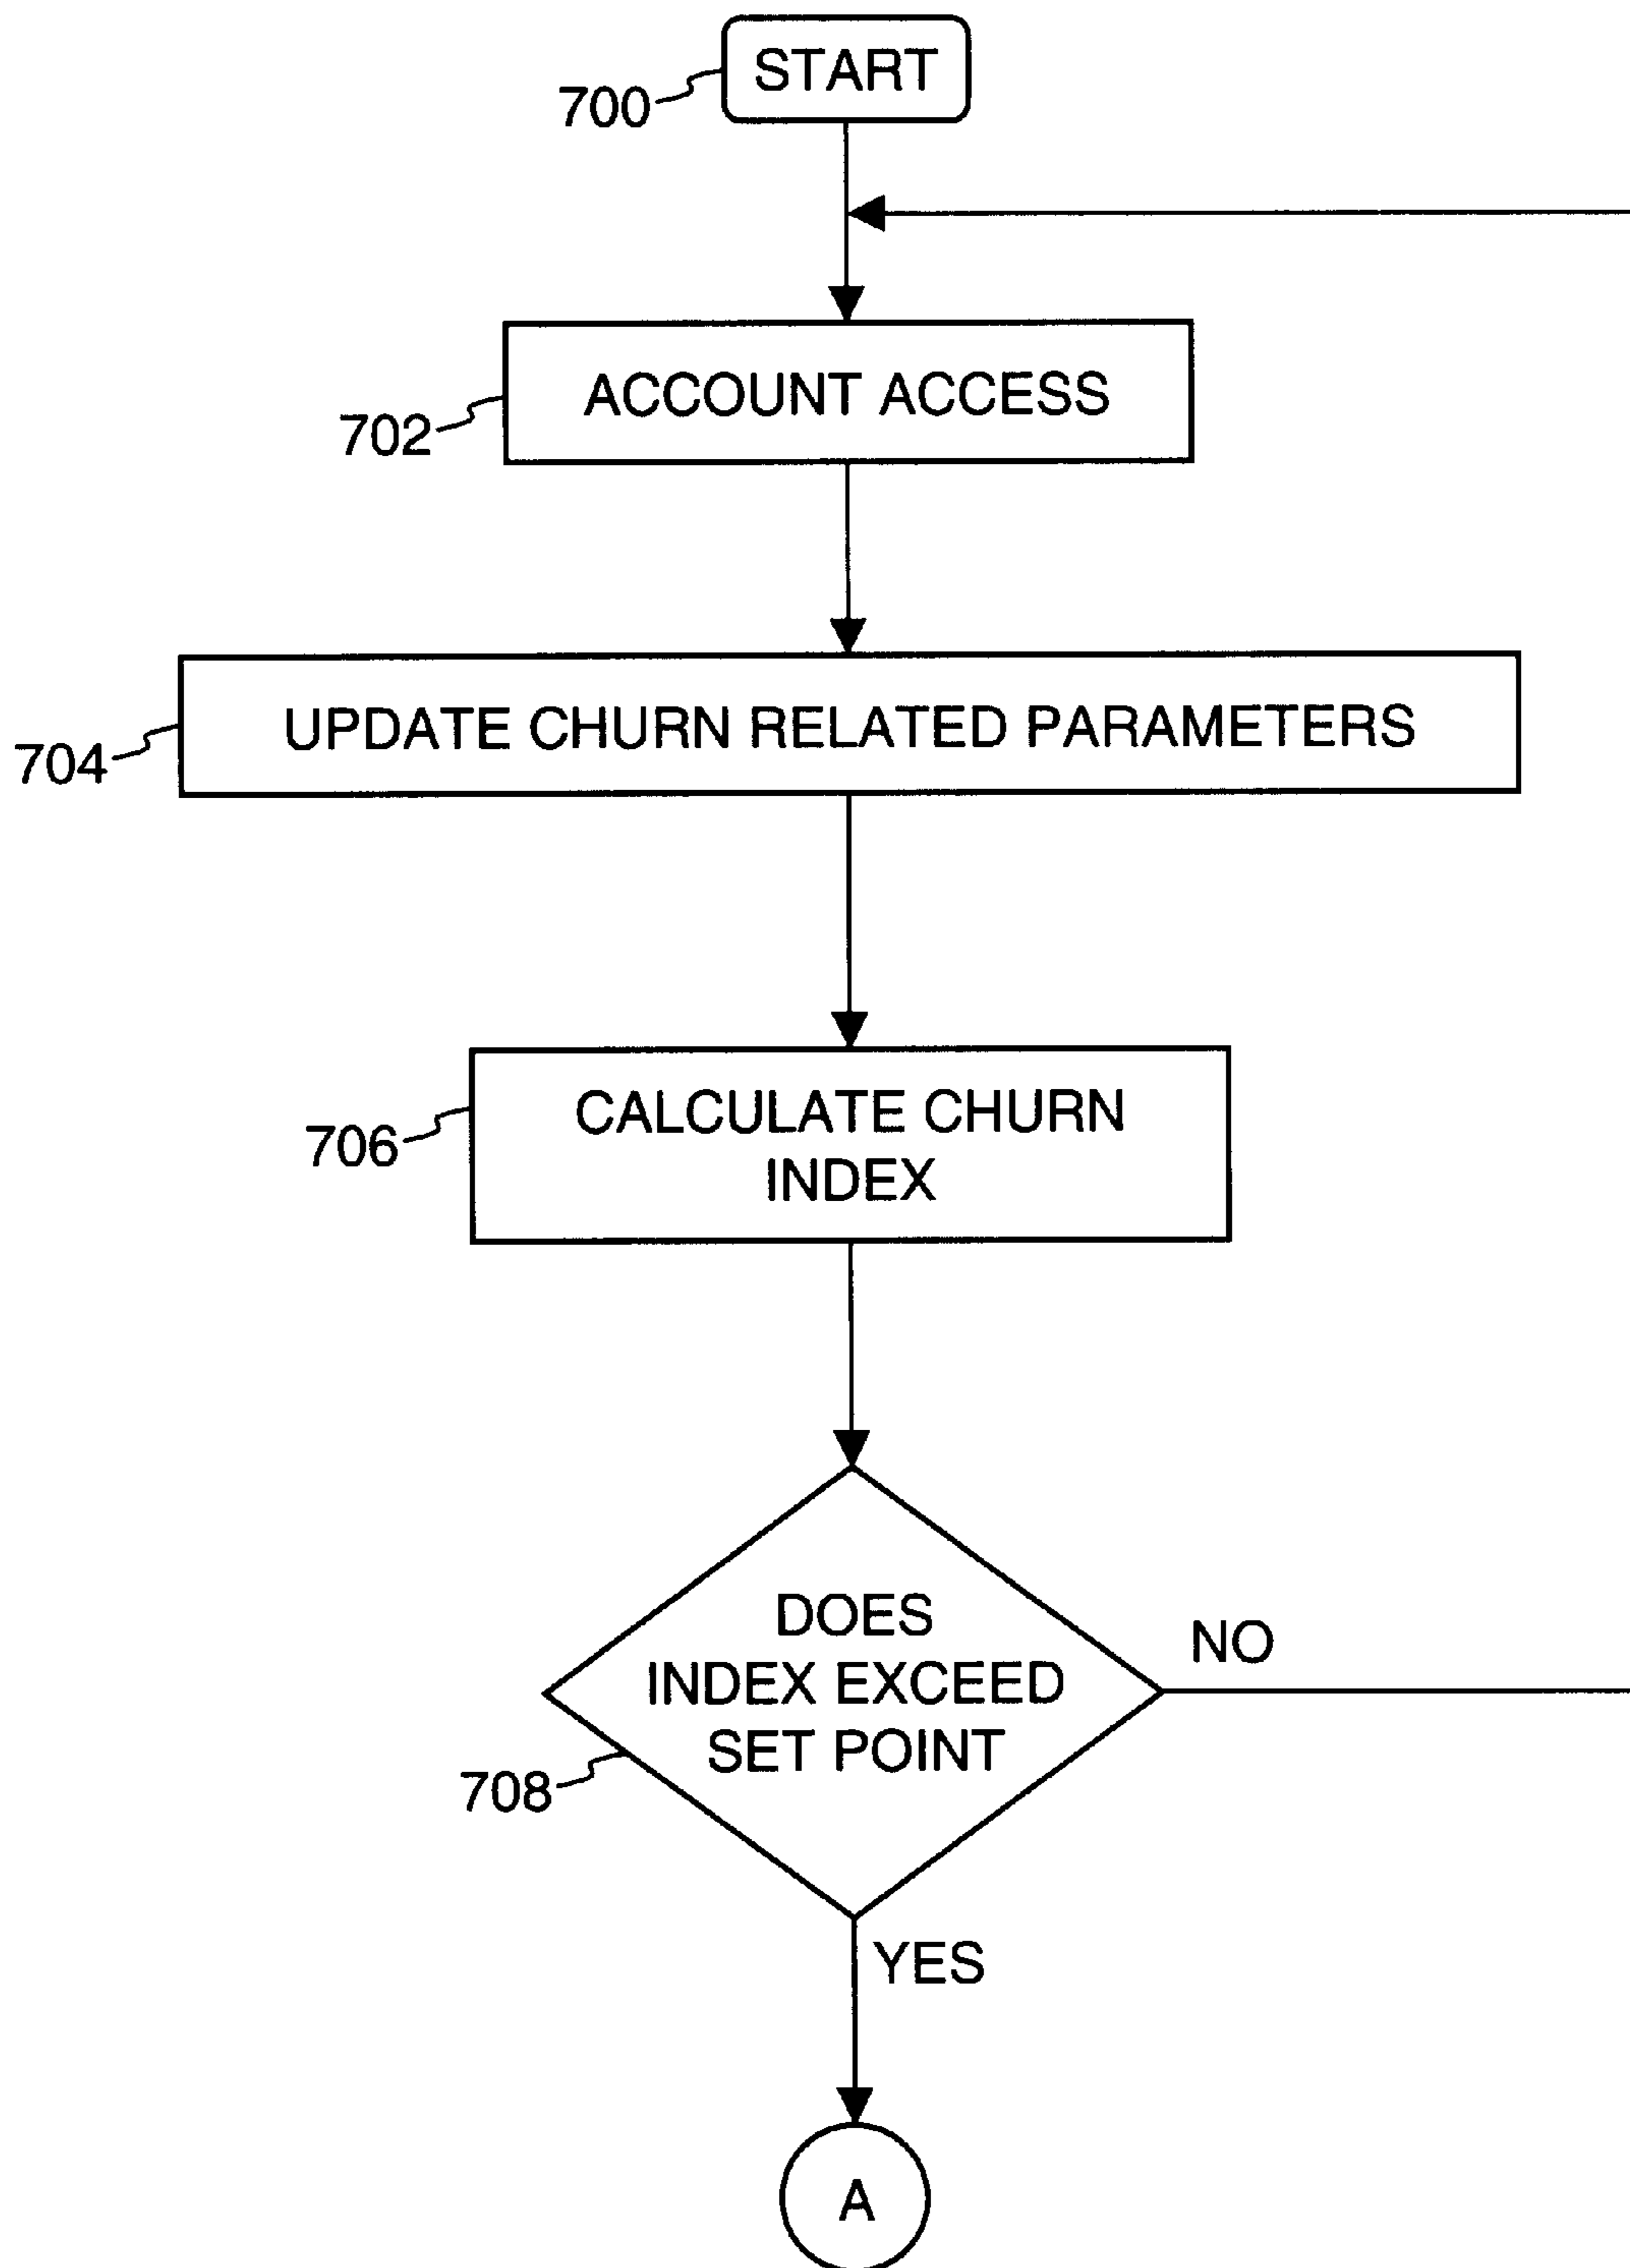 START
700
ACCOUNT ACCESS
702
UPDATE CHURN RELATED PARAMETERS
704
CALCULATE CHURN
INDEX
706
DOES
INDEX EXCEED
SET POINT
NO
708
YES
A